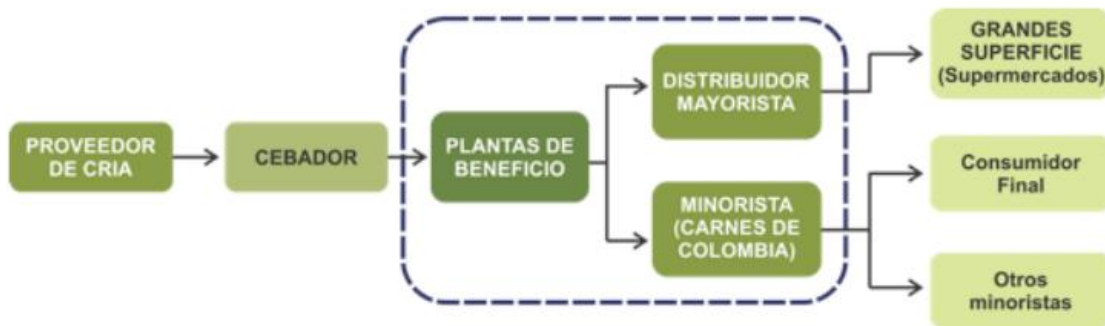 PROVEEDOR
DE CRIA
CEBADOR
PLANTAS DE
BENEFICIO
DISTRIBUIDOR
MAYORISTA
MINORISTA
(CARNES DE
COLOMBIA)
GRANDES
SUPERFICIE
(Supermercados)
Consumidor
Final
Otros
minoristas